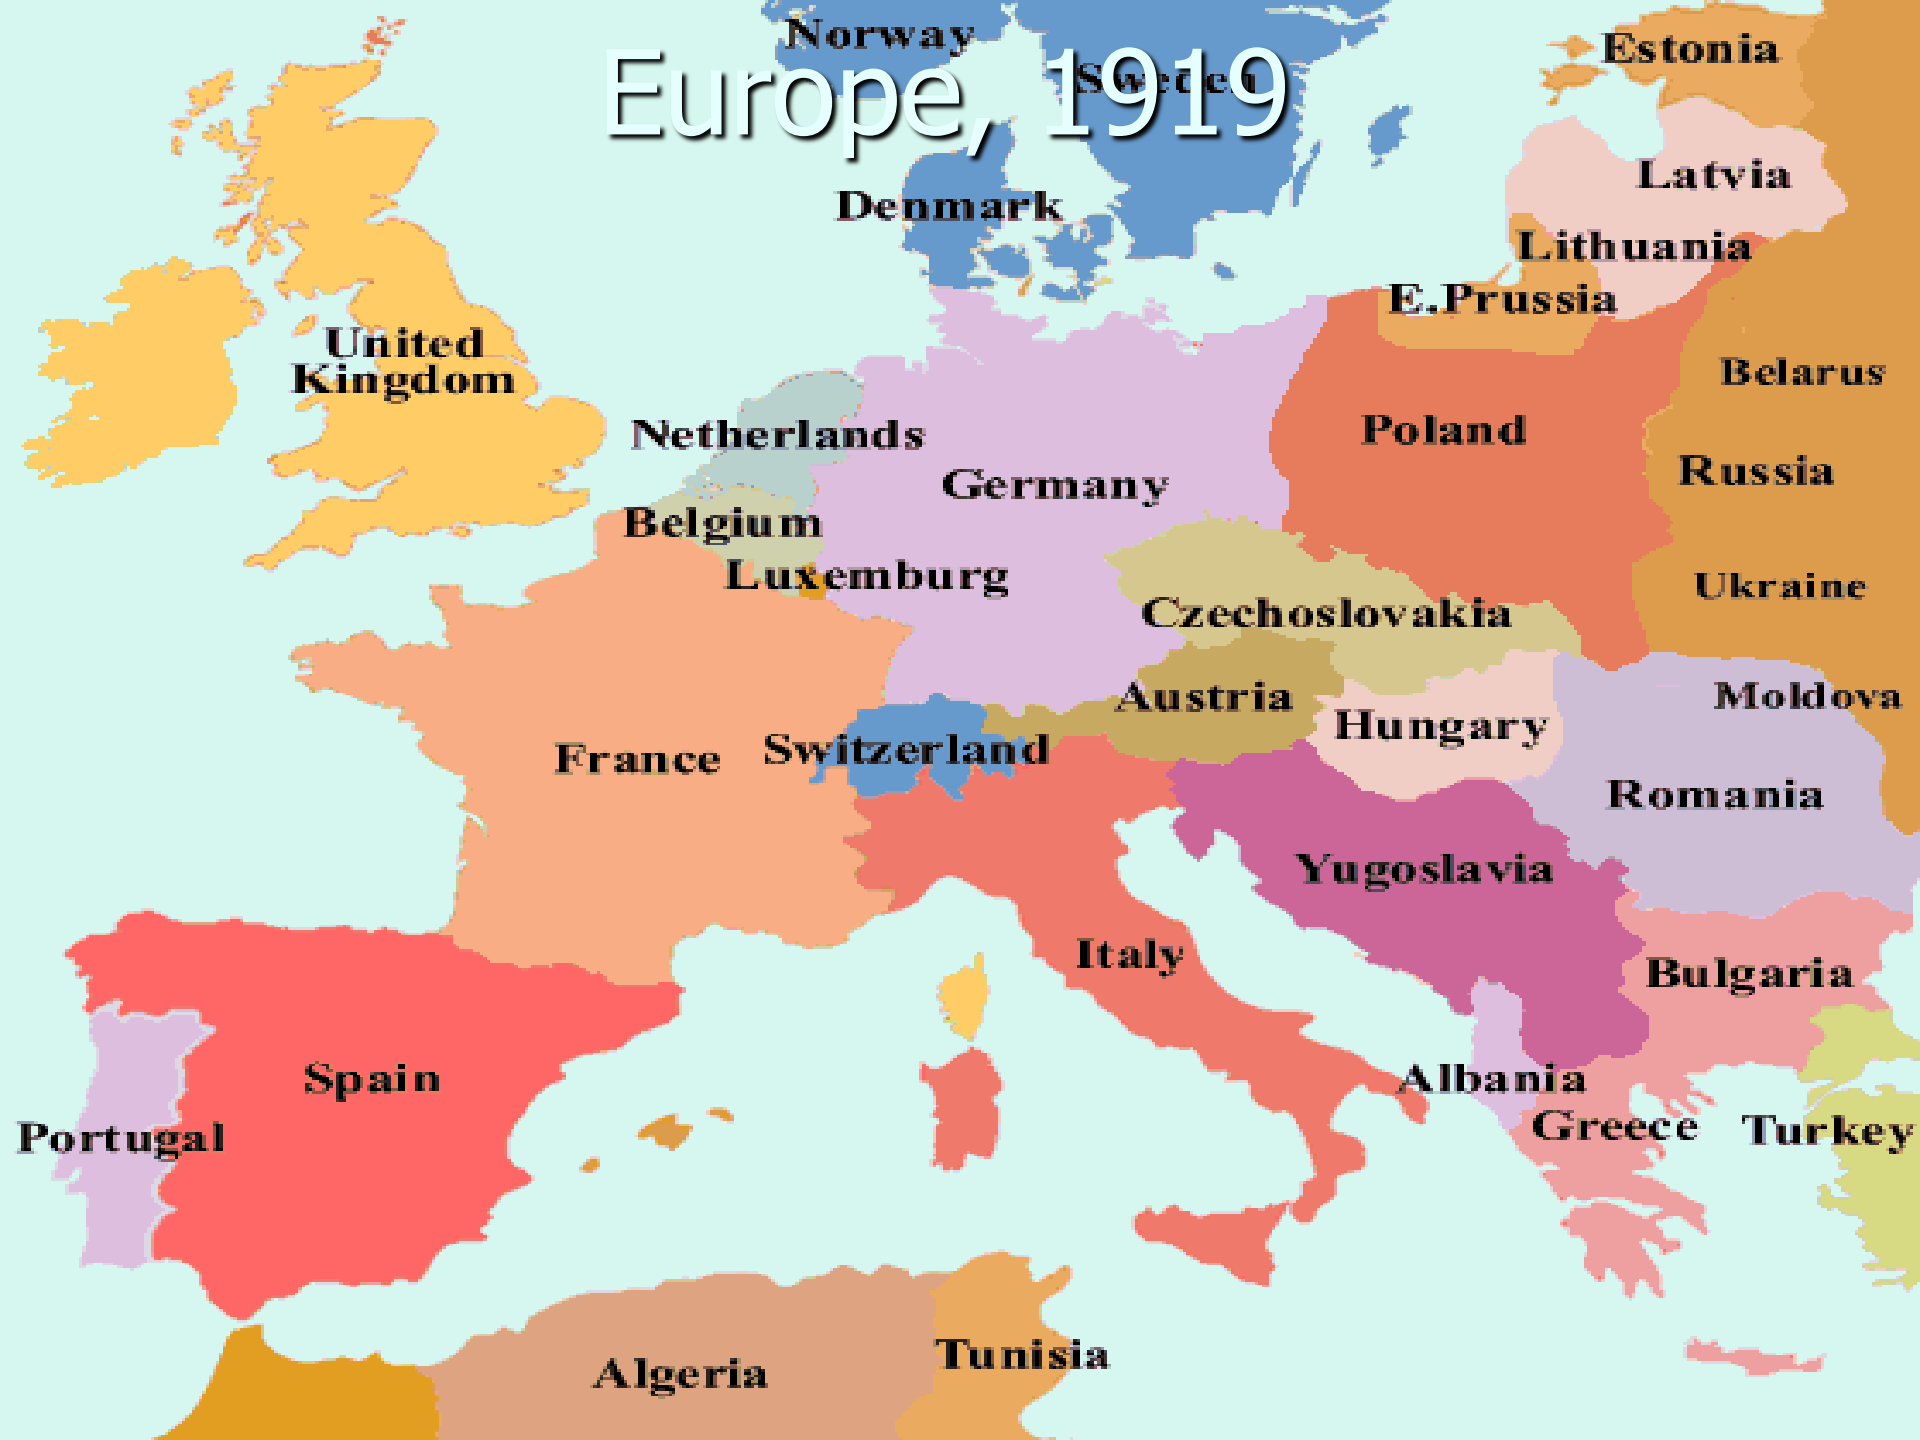 Norway
Europe, 1919
Sweden
Estonia
Latvia
Denmark
Lithuania
E.Prussia
United
Kingdom
Belarus
Netherlands
Poland
Russia
Germany
Belgium
Luxemburg
Ukraine
Czechoslovakia
Austria
Moldova
Hungary
France
Switzerland
Romania
Yugoslavia
Italy
Bulgaria
Spain
Albania
Portugal
Greece
Turkey
Tunisia
Algeria